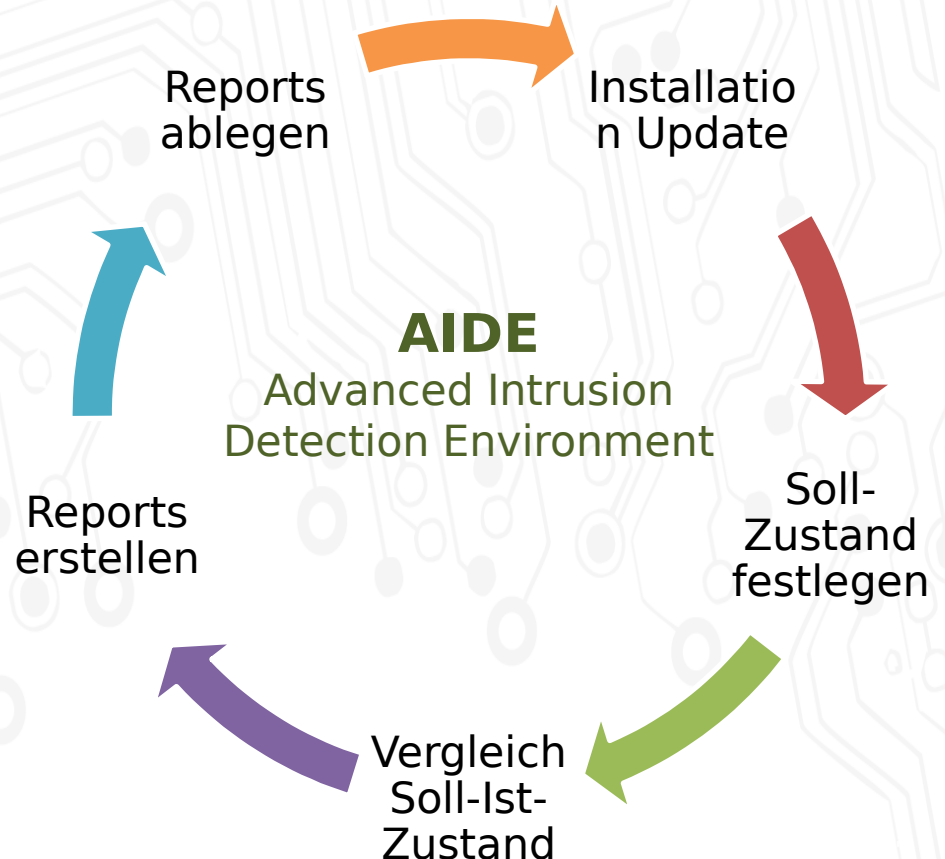 Reports
ablegen
Installatio
n Update
AIDE
Advanced Intrusion
Detection Environment
Soll-
Zustand
festlegen
Vergleich
Soll-Ist-
Zustand
Reports
erstellen